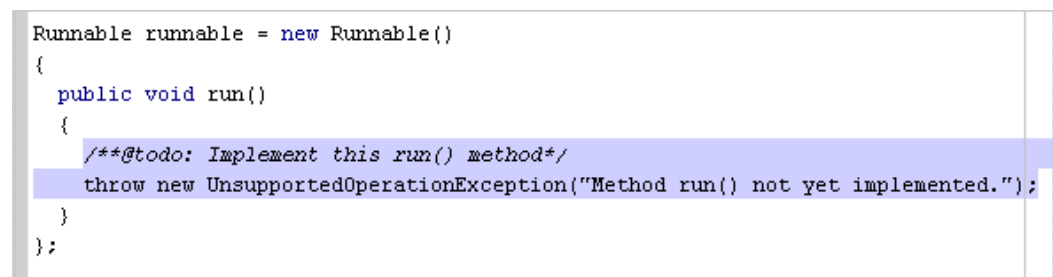 Runnable runnable = new Runnable()
{
  public void run()
  {
    /**@todo: Implement this run() method*/
    throw new UnsupportedOperationException("Method run() not yet implemented.");
  }
};